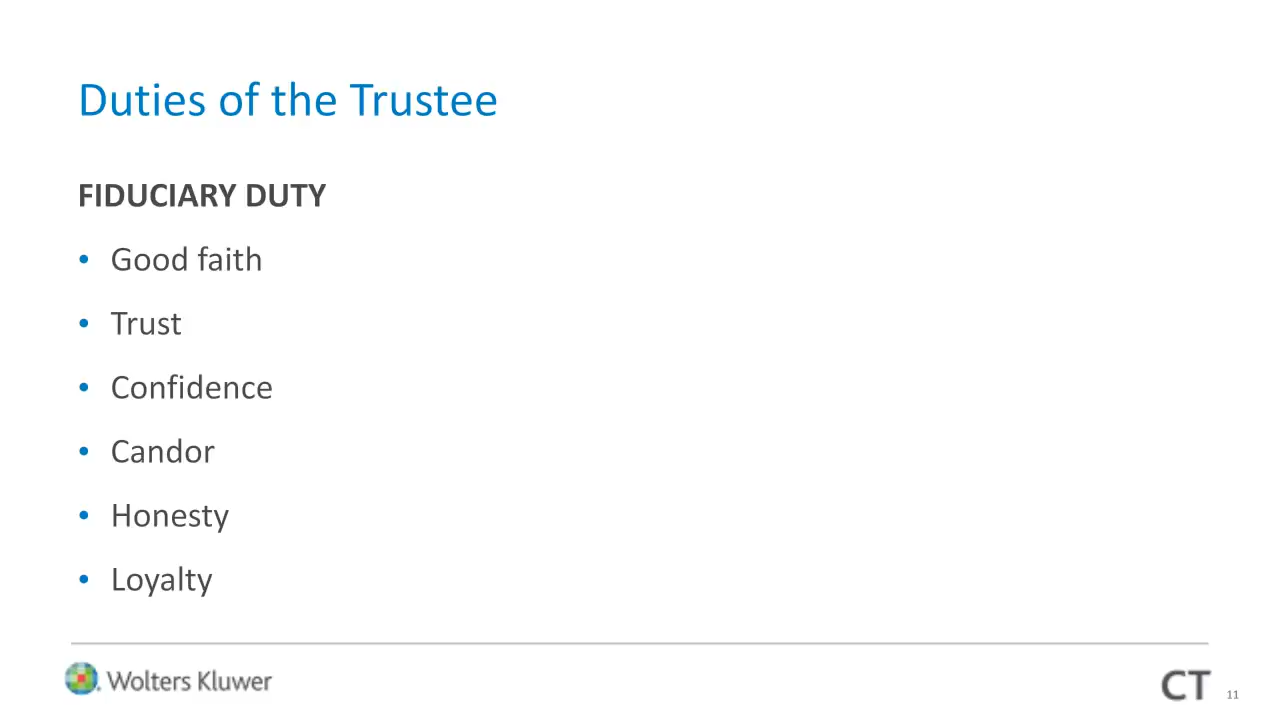 Duties of the Trustee
FIDUCIARY DUTY
• Good faith
• Trust
• Confidence
• Candor
• Honesty
• Loyalty
Wolters Kluwer
CT
11